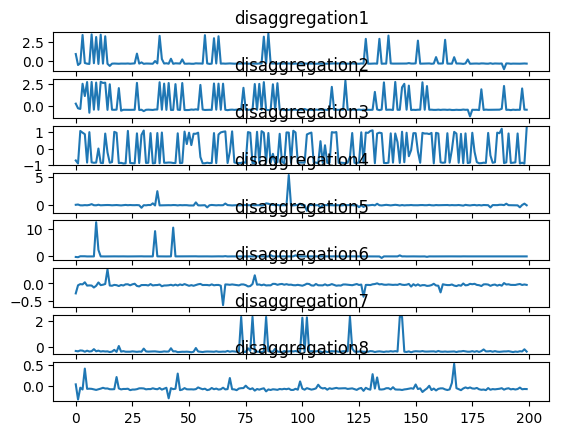 disaggregation1
2.5
0.0
disaggregation2
2.5
0.0
disaggregation3
1
0
−1
disaggregation4
5
0
disaggregation5
10
0
disaggregation6
0.0
−0.5
disaggregation7
2
0
disaggregation8
0.5
0.0
0 25 50 75 100 125 150 175 200